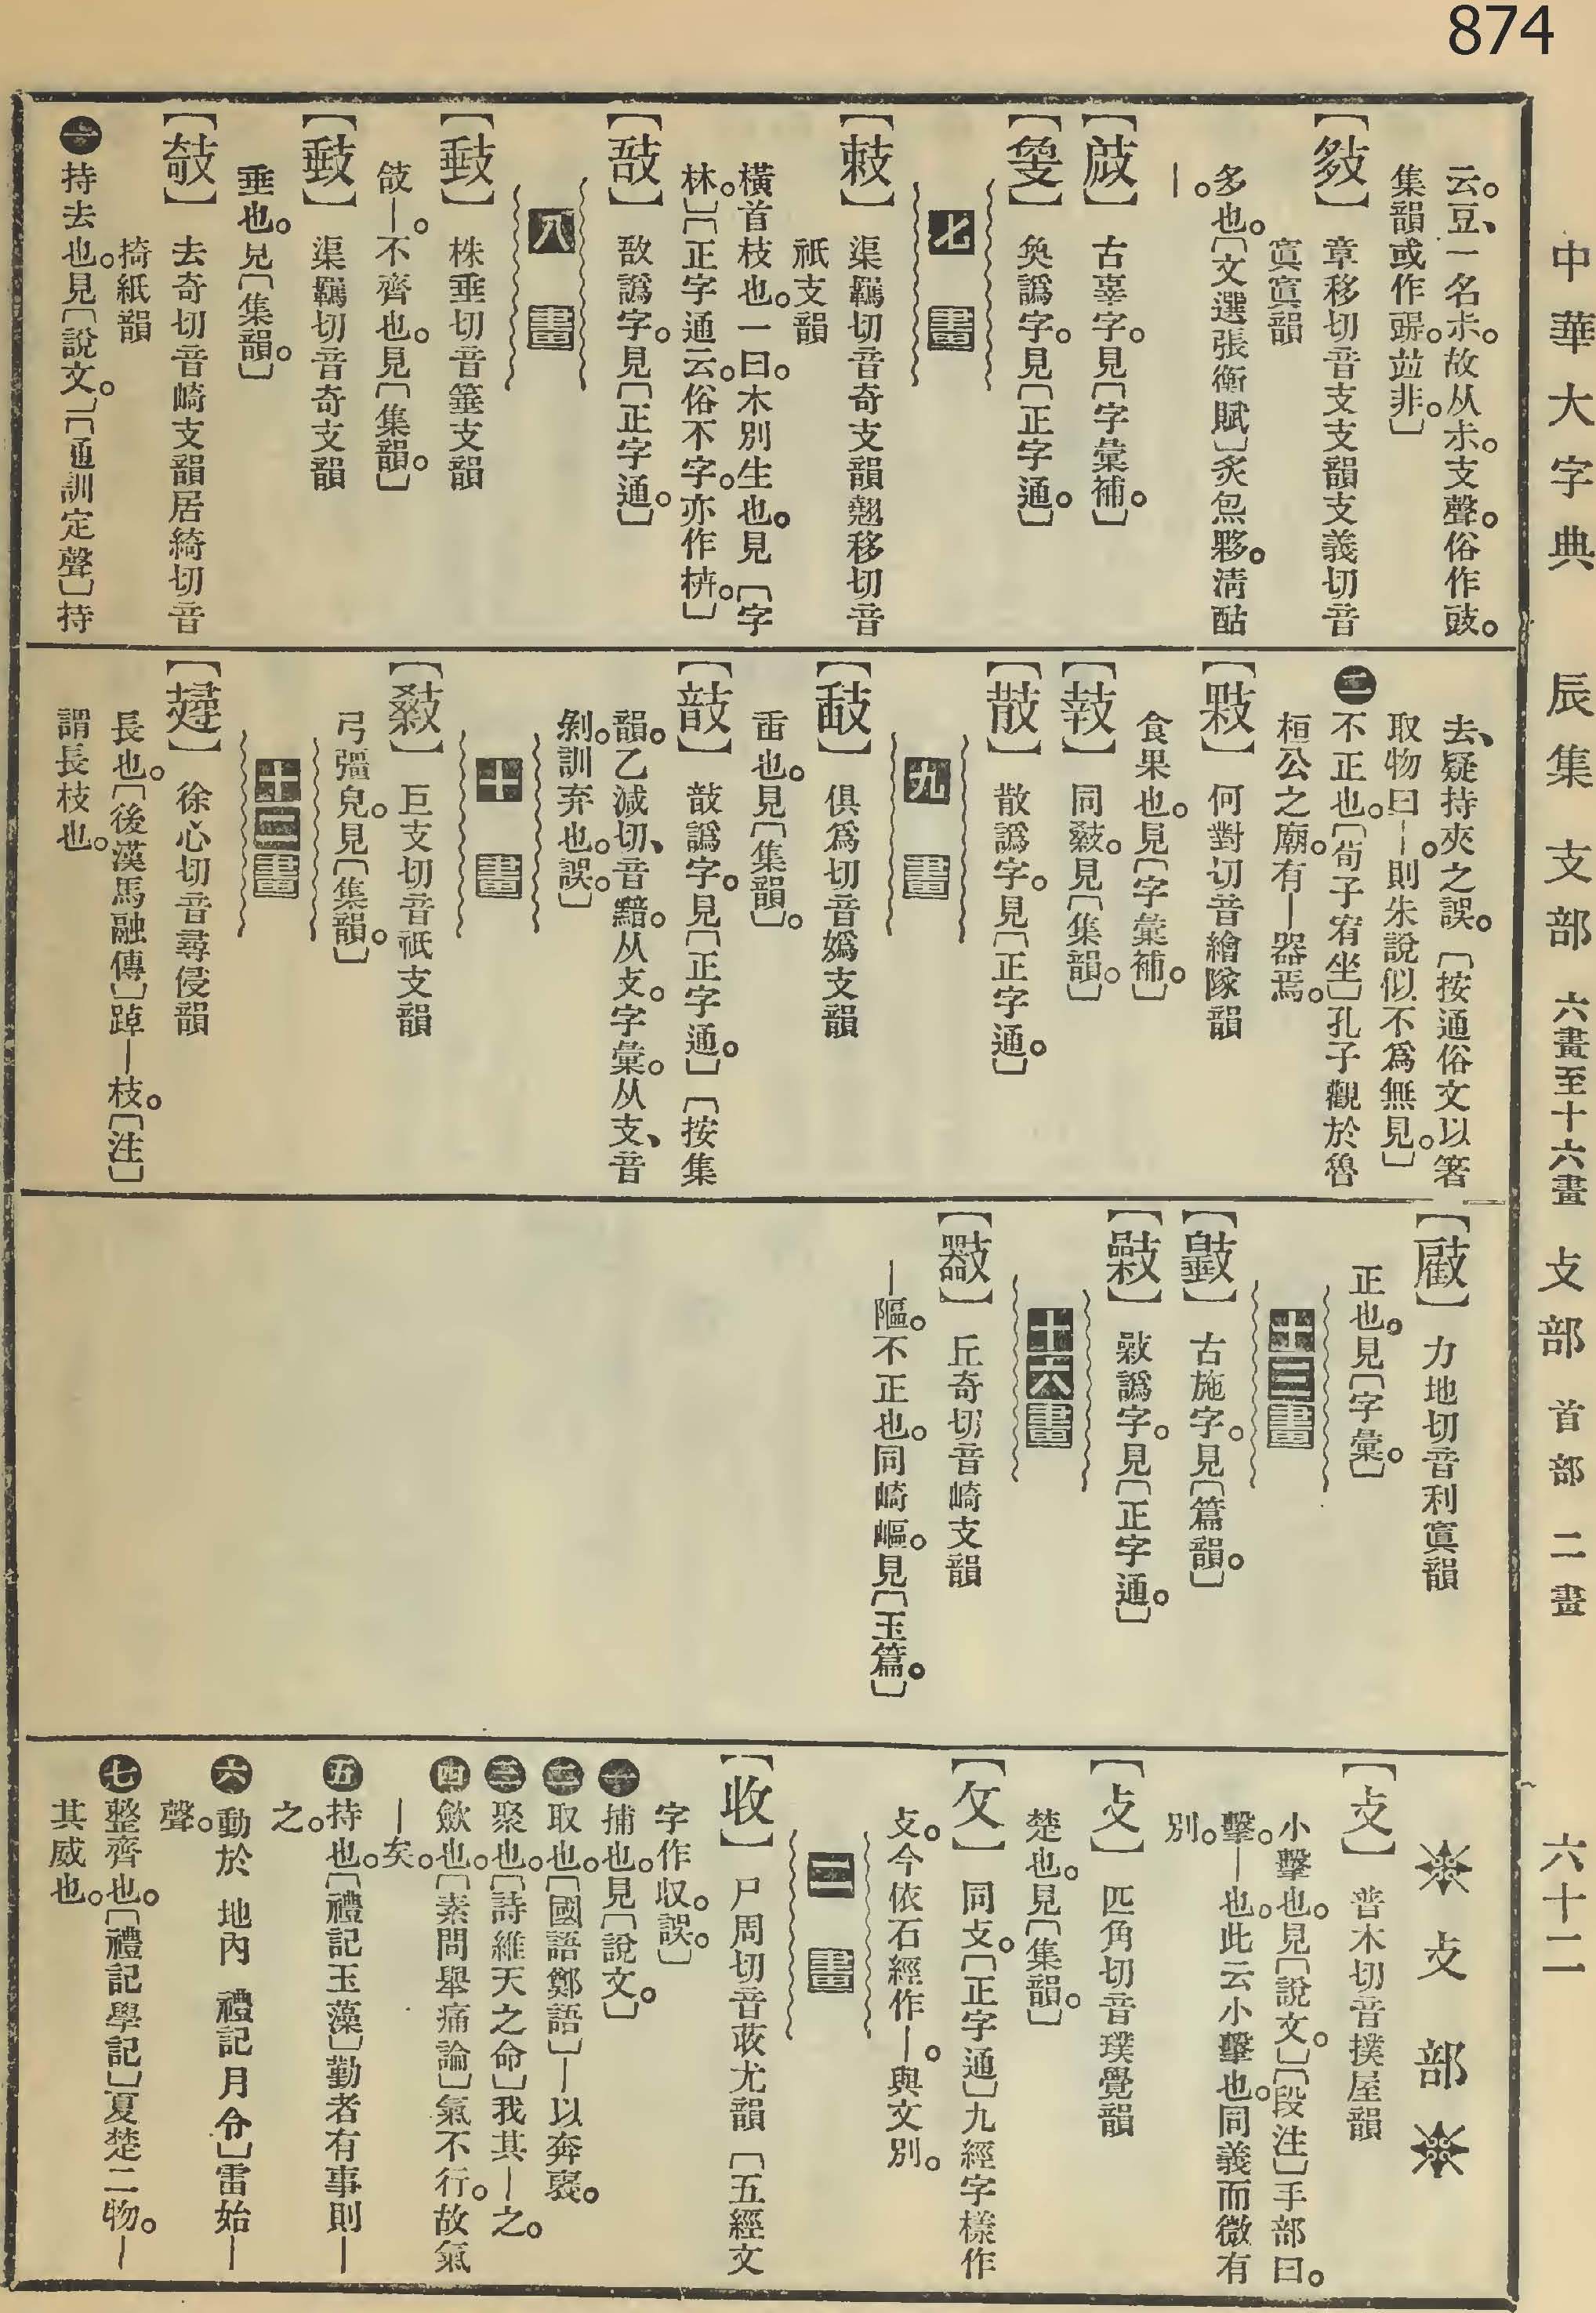 874
中華大字典　辰集　支部　六畫至十六畫　攴部　首部　二畫　六十二
云。豆、一名尗。故从尗。支聲。俗作豉。
集韻或作䜴。並非。〕
【㩼】章移切音支支韻支義切音
寘寘韻
多也。〔文選張衡賦〕炙炰夥。清酤
｜。
古辜字。見〔字彙補。〕
奐譌字。見〔正字通。〕
七畫
渠羈切音奇支韻翹移切音
祇支韻
橫首枝也。一曰。木別生也。見〔字
林。〕〔正字通云。俗不字。亦作枿。〕
敔譌字。見〔正字通。〕
八畫
株垂切音箠支韻
攲｜。不齊也。見〔集韻。〕
渠羈切音奇支韻
垂也。見〔集韻。〕
【攲】去奇切音崎支韻居綺切音
掎紙韻
一持去也。見〔說文。〕〔通訓定聲〕持
去、疑持夾之誤。〔按通俗文以箸
取物曰｜。則朱說似不爲無見。〕
二不正也。〔荀子宥坐〕孔子觀於魯
桓公之廟。有｜器焉。
何對切音繪隊韻
食果也。見〔字彙補。〕
同。見〔集韻。〕
散譌字。見〔正字通。〕
九畫
俱爲切音嬀支韻
臿也。見〔集韻〕。
譌字。見〔正字通。〕〔按集
韻。乙減切、音黯。从攴。字彙。从支、音
剝。訓弃也。誤。〕
十畫
巨支切音祇支韻
弓彊皃。見〔集韻。〕
十二畫
徐心切音尋侵韻
長也。〔後漢馬融傳〕踔｜枝。〔注〕
謂長枝也。
力地切音利寘韻
正也。見〔字彙。〕
十三畫
古施字。見〔篇韻。〕
譌字。見〔正字通。〕
十六畫
丘奇切音崎支韻
｜𨻶。不正也。同崎嶇。見〔玉篇。〕
攴部
【攴】普木切音撲屋韻
小擊也。見〔說文。〕〔段注〕手部曰。
擊。｜也。此云小擊也。同義而微有
別。
【攴】匹角切音璞覺韻
楚也。見〔集韻。〕
【攵】同攴。〔正字通〕九經字樣作
攴。今依石經作｜。與文別。
二畫
【收】尸周切音荍尤韻〔五經文
字作収。誤。〕
一捕也。見〔說文。〕
二取也。〔國語鄭語〕｜以奔襃。
三聚也。〔詩維天之命〕我其｜之。
四歛也。〔素問舉痛論〕氣不行。故氣
｜矣。
五持也。〔禮記玉藻〕勤者有事則｜
之。
六動於地內禮記月令〕雷始｜
聲。
七整齊也。〔禮記學記〕夏楚二物。｜
其威也。